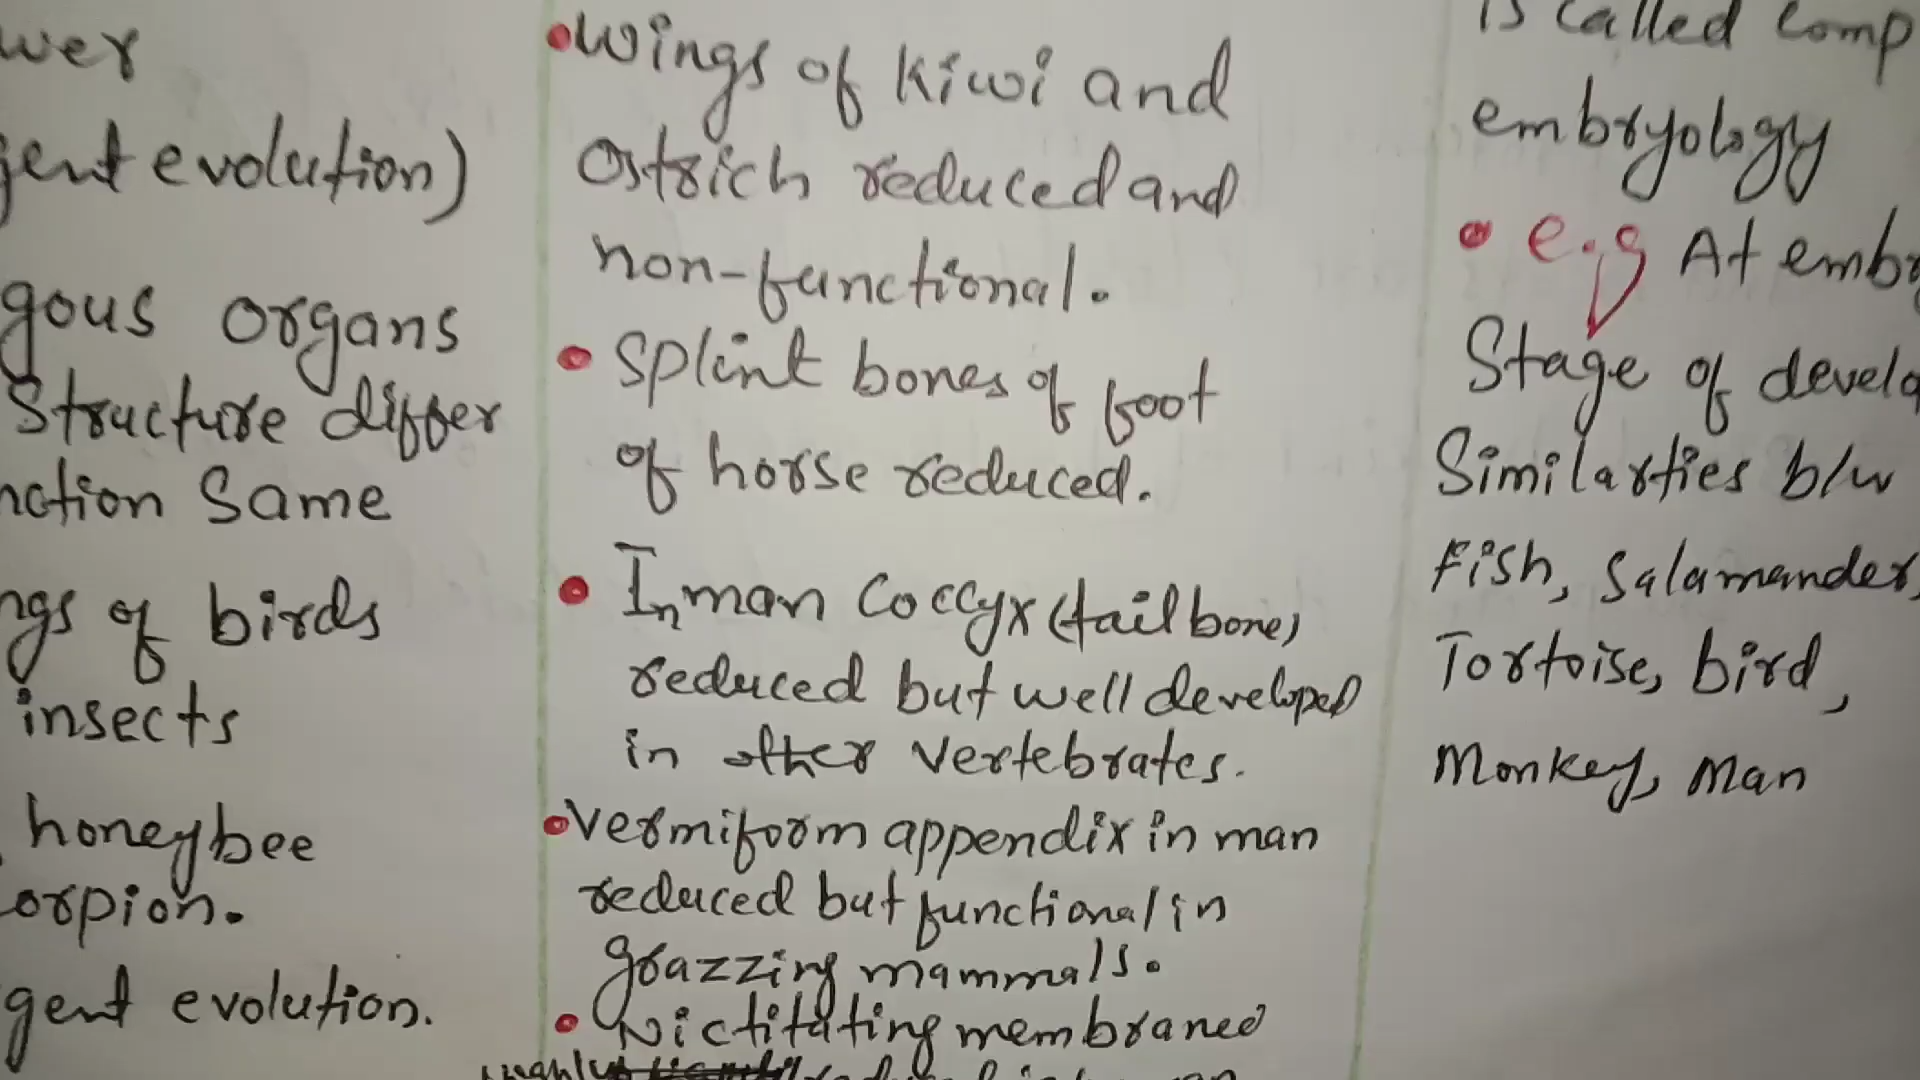 wer
gent evolution)
gous organs
Structure differ
nction Same
ngs of birds
insects
honeybee
orpion.
gent evolution.
•Wings of Kiwi and
Ostrich reduced and
non-functional.
• Splint bones of foot
of horse reduced.
• In man Coccyx (tail bone)
reduced but well developed
in other vertebrates.
•Vermiform appendix in man
reduced but functional in
grazzing mammals.
• Nictitating membrane
is called Comp
embryology
• e.g At embr
Stage of develo
Similarties b/w
Fish, Salamander,
Tortoise, bird,
Monkey, Man